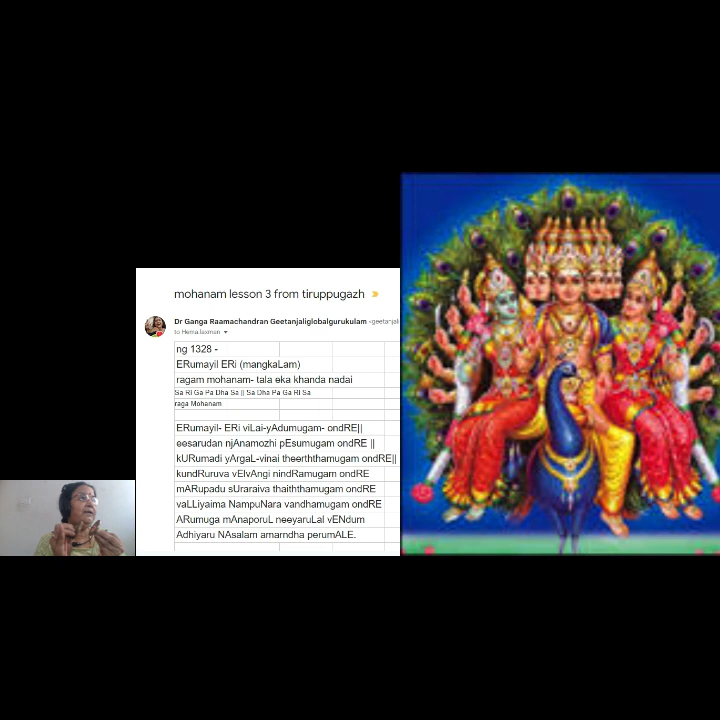 mohanam lesson 3 from tiruppugazh
Dr Ganga Raamachandran Geetanjaliglobalgurukulam <geetanjali
to Hema.laxman
ng 1328 -
ERumayil ERi (mangkaLam)
ragam mohanam- tala eka khanda nadai
Sa Ri Ga Pa Dha Sa || Sa Dha Pa Ga Ri Sa
raga Mohanam
ERumayil- ERi viLai-yAdumugam- ondRE||
eesarudan njAnamozhi pEsumugam ondRE ||
kURumadi yArgaL-vinai theerththamugam ondRE||
kundRuruva vElvAngi nindRamugam ondRE
mARupadu sUraraiva thaiththamugam ondRE
vaLLiyaima NampuNara vandhamugam ondRE
ARumuga mAnaporuL neeyaruLal vENdum
Adhiyaru NAsalam amarndha perumALE.